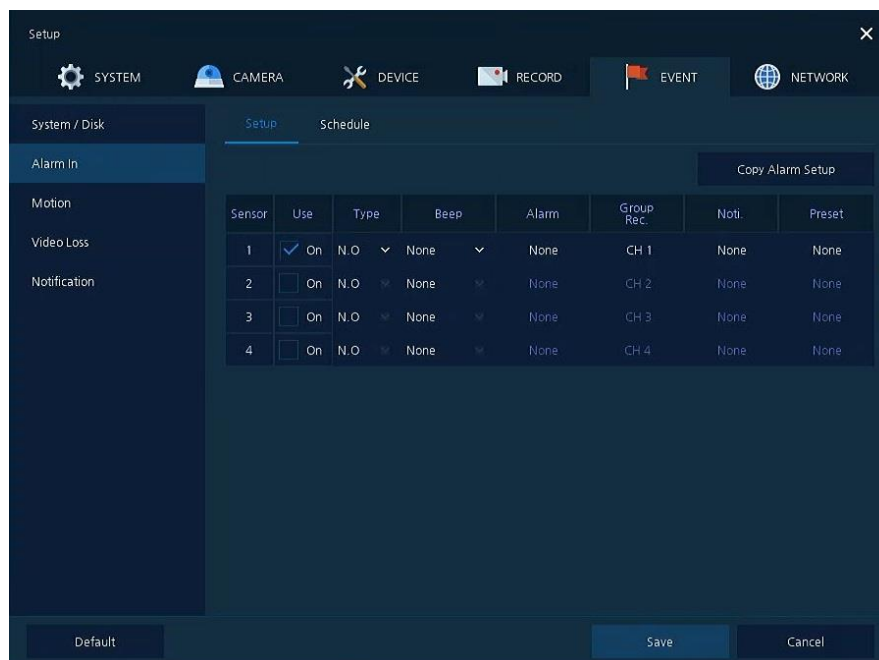 Setup
SYSTEM CAMERA DEVICE RECORD EVENT NETWORK
System / Disk
Alarm In
Motion
Video Loss
Notification
Setup Schedule
Copy Alarm Setup
Sensor Use Type Beep Alarm Group Rec. Noti. Preset
1 On N.O None None CH 1 None None
2 On N.O None None CH 2 None None
3 On N.O None None CH 3 None None
4 On N.O None None CH 4 None None
Default Save Cancel